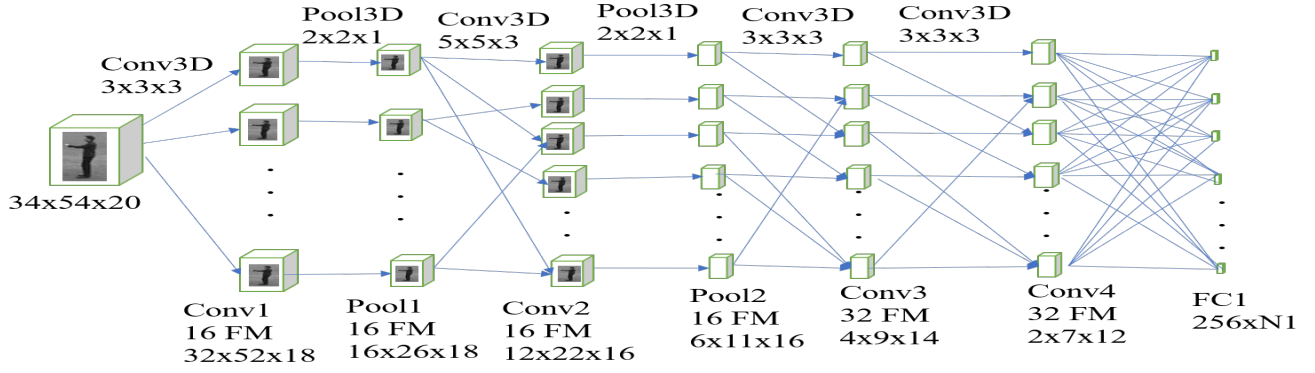 Conv3D
3x3x3
Pool3D
2x2x1
Conv3D
5x5x3
Pool3D
2x2x1
Conv3D
3x3x3
Conv3D
3x3x3
34x54x20
Conv1
16 FM
32x52x18
Pool1
16 FM
16x26x18
Conv2
16 FM
12x22x16
Pool2
16 FM
6x11x16
Conv3
32 FM
4x9x14
Conv4
32 FM
2x7x12
FC1
256xN1